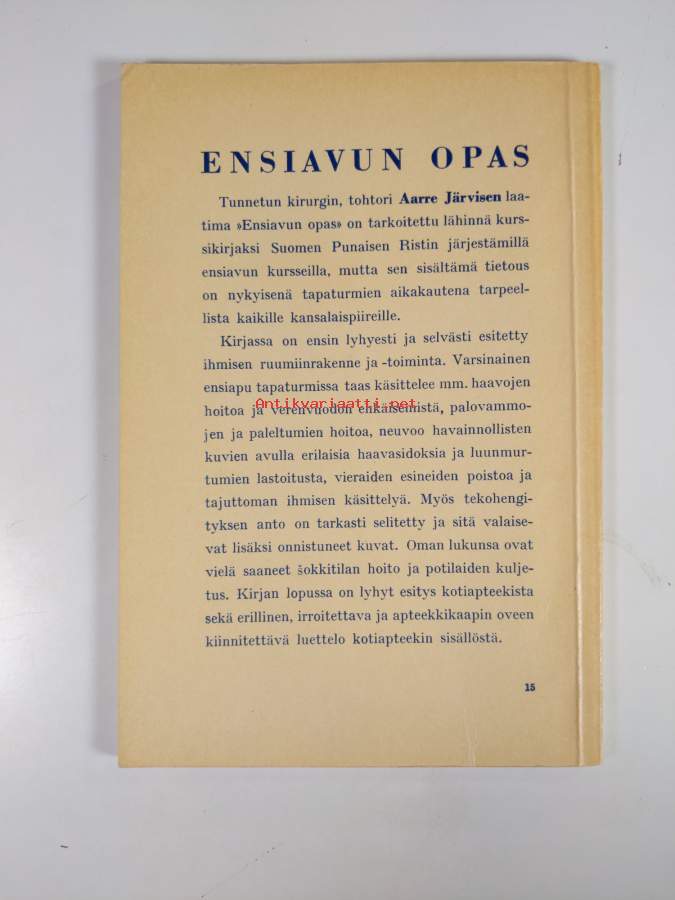 ENSIAVUN OPAS
Tunnetun kirurgin, tohtori Aarre Järvisen laa-
tima »Ensiavun opas» on tarkoitettu lähinnä kurs-
sikirjaksi Suomen Punaisen Ristin järjestämillä
ensiavun kursseilla, mutta sen sisältämä tietous
on nykyisenä tapaturmien aikakautena tarpeel-
lista kaikille kansalaispiireille.
Kirjassa on ensin lyhyesti ja selvästi esitetty
ihmisen ruumiinrakenne ja -toiminta. Varsinainen
ensiapu tapaturmissa taas käsittelee mm. haavojen
Antikvariaatti.net
hoitoa ja verenvuodon ehkäisemistä, palovammo-
jen ja paleltumien hoitoa, neuvoo havainnollisten
kuvien avulla erilaisia haavasidoksia ja luunmur-
tumien lastoitusta, vieraiden esineiden poistoa ja
tajuttoman ihmisen käsittelyä. Myös tekohengi-
tyksen anto on tarkasti selitetty ja sitä valaise-
vat lisäksi onnistuneet kuvat. Oman lukunsa ovat
vielä saaneet šokkitilan hoito ja potilaiden kulje-
tus. Kirjan lopussa on lyhyt esitys kotiapteekista
sekä erillinen, irroitettava ja apteekkikaapin oveen
kiinnitettävä luettelo kotiapteekin sisällöstä.
15